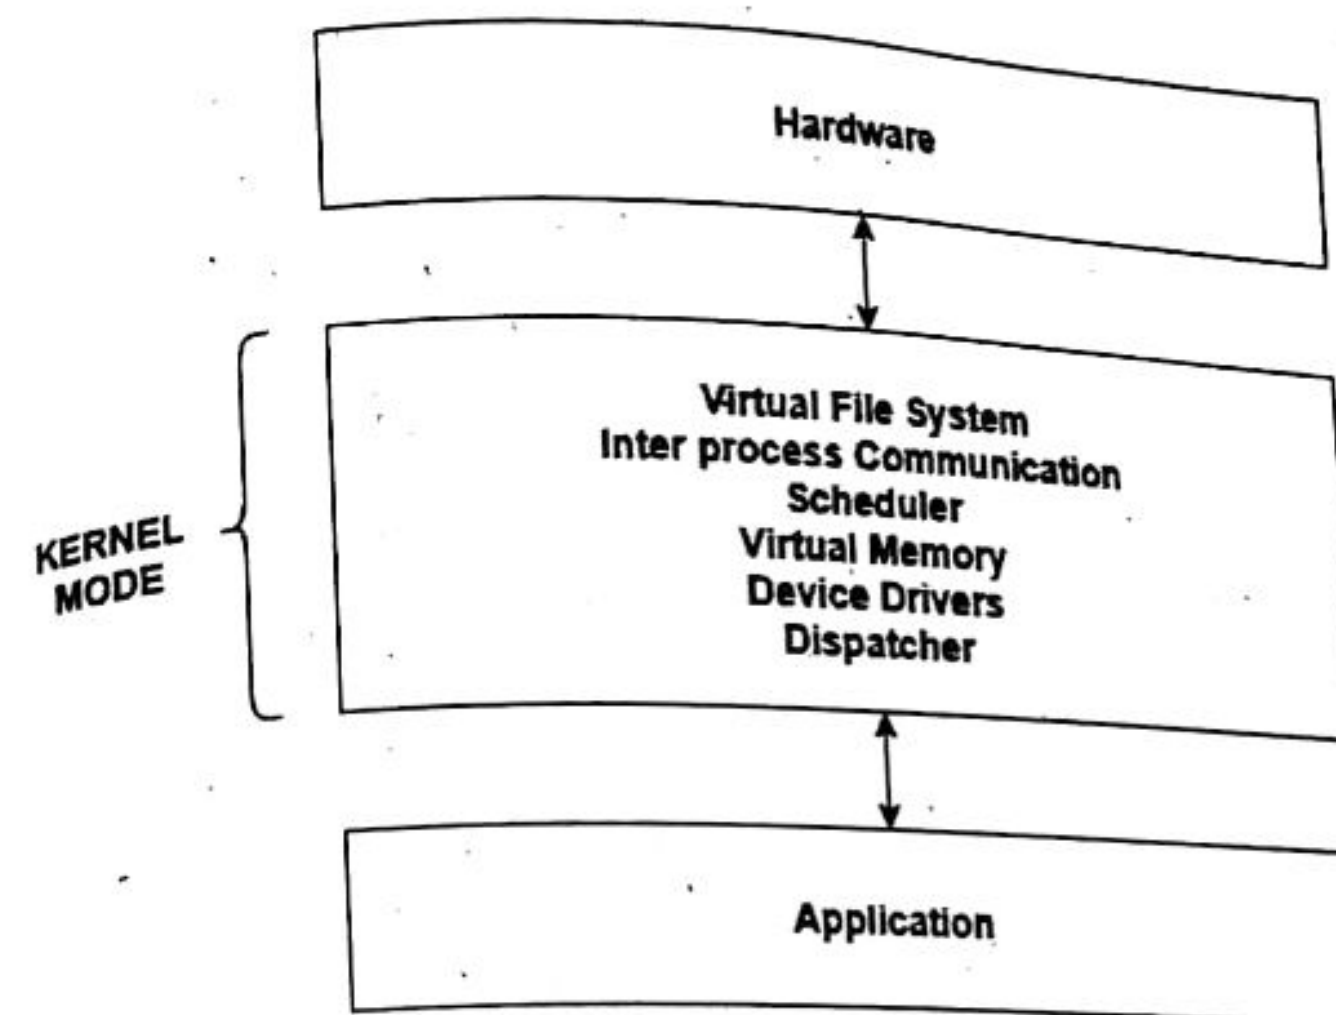 Hardware
KERNEL
MODE
Virtual File System
Inter process Communication
Scheduler
Virtual Memory
Device Drivers
Dispatcher
Application